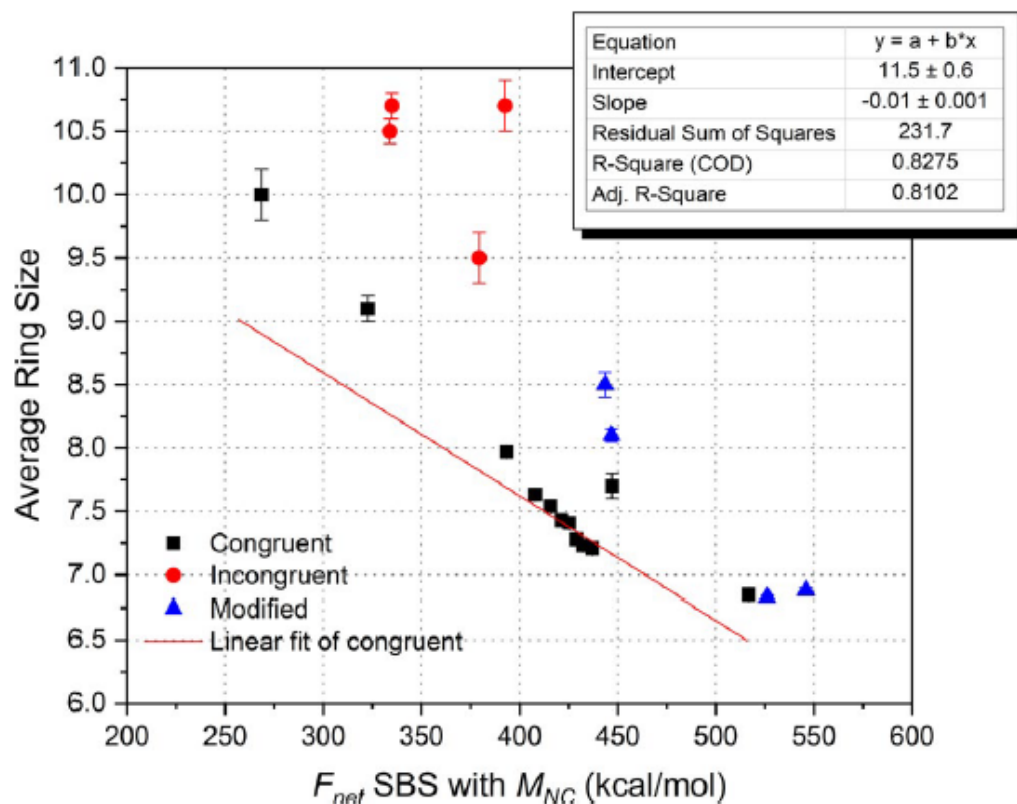 Equation y = a + b*x
Intercept 11.5 ± 0.6
Slope -0.01 ± 0.001
Residual Sum of Squares 231.7
R-Square (COD) 0.8275
Adj. R-Square 0.8102
11.0
10.5
10.0
9.5
9.0
8.5
8.0
7.5
7.0
6.5
6.0
Average Ring Size
Congruent
Incongruent
Modified
Linear fit of congruent
200 250 300 350 400 450 500 550 600
F_net SBS with M_NC (kcal/mol)